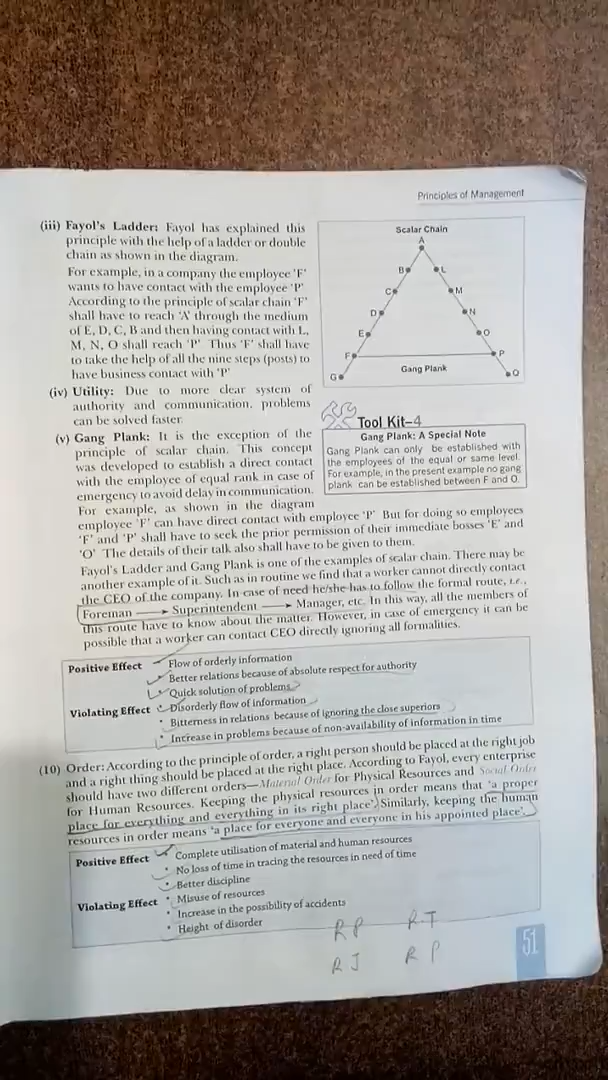 Principles of Management
(iii) Fayol's Ladder: Fayol has explained this
principle with the help of a ladder or double
chain as shown in the diagram.
For example, in a company the employee 'F'
wants to have contact with the employee 'P'
According to the principle of scalar chain 'F'
shall have to reach 'A' through the medium
of E, D, C, B and then having contact with L,
M, N, O shall reach 'P' Thus 'F' shall have
to take the help of all the nine steps (posts) to
have business contact with 'P'
(iv) Utility: Due to more clear system of
authority and communication, problems
can be solved faster.
(v) Gang Plank: It is the exception of the
principle of scalar chain. This concept
was developed to establish a direct contact
with the employee of equal rank in case of
emergency to avoid delay in communication.
For example, as shown in the diagram
Scalar Chain
A
B
L
C
M
D
N
E
O
F
P
Gang Plank
G
Q
Tool Kit–4
Gang Plank: A Special Note
Gang Plank can only be established with
the employees of the equal or same level.
For example, in the present example no gang
plank can be established between F and O.
employee 'F' can have direct contact with employee 'P' But for doing so employees
'F' and 'P' shall have to seek the prior permission of their immediate bosses 'E' and
'O' The details of their talk also shall have to be given to them.
Fayol's Ladder and Gang Plank is one of the examples of scalar chain. There may be
another example of it. Such as in routine we find that a worker cannot directly contact
the CEO of the company. In case of need he/she has to follow the formal route, i.e.,
Foreman → Superintendent → Manager, etc. In this way, all the members of
this route have to know about the matter. However, in case of emergency it can be
possible that a worker can contact CEO directly ignoring all formalities.
Positive Effect • Flow of orderly information
• Better relations because of absolute respect for authority
• Quick solution of problems
Violating Effect • Disorderly flow of information
• Bitterness in relations because of ignoring the close superiors
• Increase in problems because of non-availability of information in time
(10) Order: According to the principle of order, a right person should be placed at the right job
and a right thing should be placed at the right place. According to Fayol, every enterprise
should have two different orders—Material Order for Physical Resources and Social Order
for Human Resources. Keeping the physical resources in order means that 'a proper
place for everything and everything in its right place'. Similarly, keeping the human
resources in order means 'a place for everyone and everyone in his appointed place'.
Positive Effect • Complete utilisation of material and human resources
• No loss of time in tracing the resources in need of time
• Better discipline
Violating Effect • Misuse of resources
• Increase in the possibility of accidents
• Height of disorder
RP RT
RJ RP
51